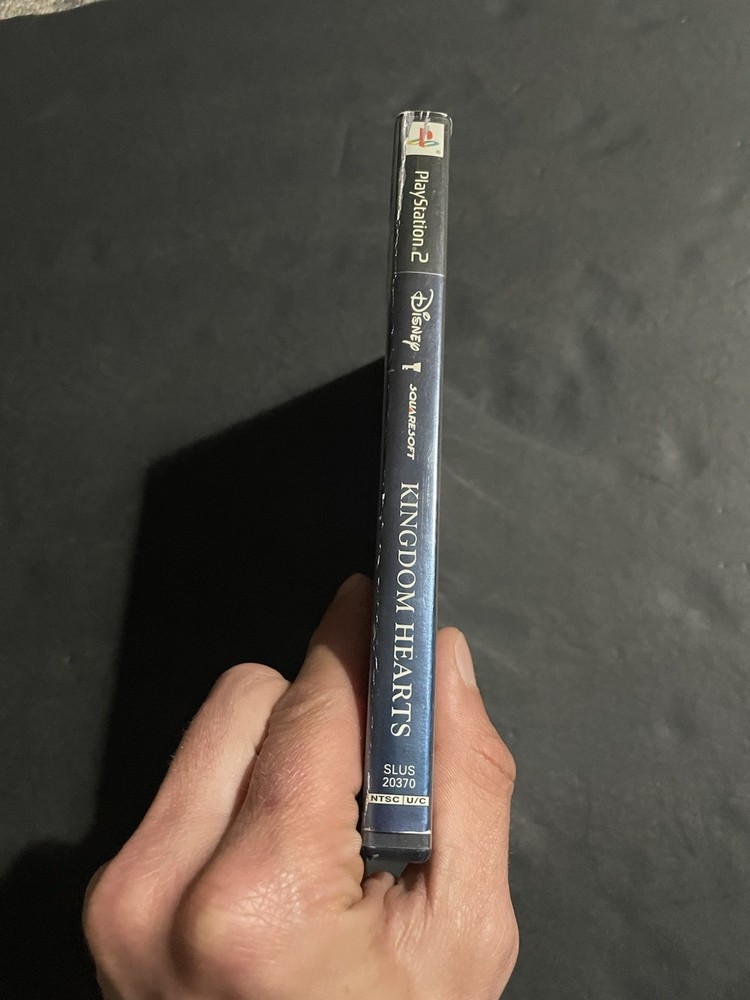 PlayStation®2
Disney
SQUARESOFT
KINGDOM HEARTS
SLUS
20370
NTSC U/C